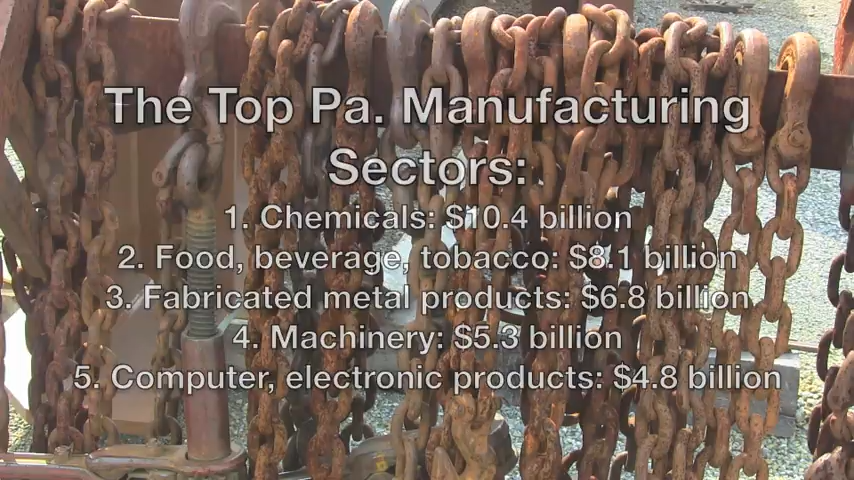 The Top Pa. Manufacturing
Sectors:
1. Chemicals: $10.4 billion
2. Food, beverage, tobacco: $8.1 billion
3. Fabricated metal products: $6.8 billion
4. Machinery: $5.3 billion
5. Computer, electronic products: $4.8 billion